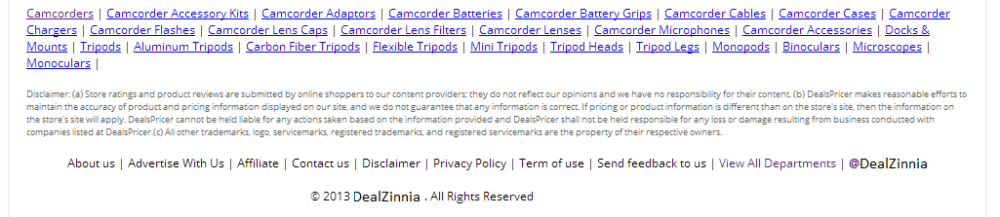 Camcorders | Camcorder Accessory Kits | Camcorder Adaptors | Camcorder Batteries | Camcorder Battery Grips | Camcorder Cables | Camcorder Cases | Camcorder
Chargers | Camcorder Flashes | Camcorder Lens Caps | Camcorder Lens Filters | Camcorder Lenses | Camcorder Microphones | Camcorder Accessories | Docks &
Mounts | Tripods | Aluminum Tripods | Carbon Fiber Tripods | Flexible Tripods | Mini Tripods | Tripod Heads | Tripod Legs | Monopods | Binoculars | Microscopes |
Monoculars |
Disclaimer: (a) Store ratings and product reviews are submitted by online shoppers to our content providers; they do not reflect our opinions and we have no responsibility for their content. (b) DealsPricer makes reasonable efforts to
maintain the accuracy of product and pricing information displayed on our site, and we do not guarantee that any information is correct. If pricing or product information is different than on the store's site, then the information on
the store's site will apply. DealsPricer cannot be held liable for any actions taken based on the information provided and DealsPricer shall not be held responsible for any loss or damage resulting from business conducted with
companies listed at DealsPricer.(c) All other trademarks, logo, servicemarks, registered trademarks, and registered servicemarks are the property of their respective owners.
About us | Advertise With Us | Affiliate | Contact us | Disclaimer | Privacy Policy | Term of use | Send feedback to us | View All Departments | @DealZinnia
© 2013 DealZinnia . All Rights Reserved